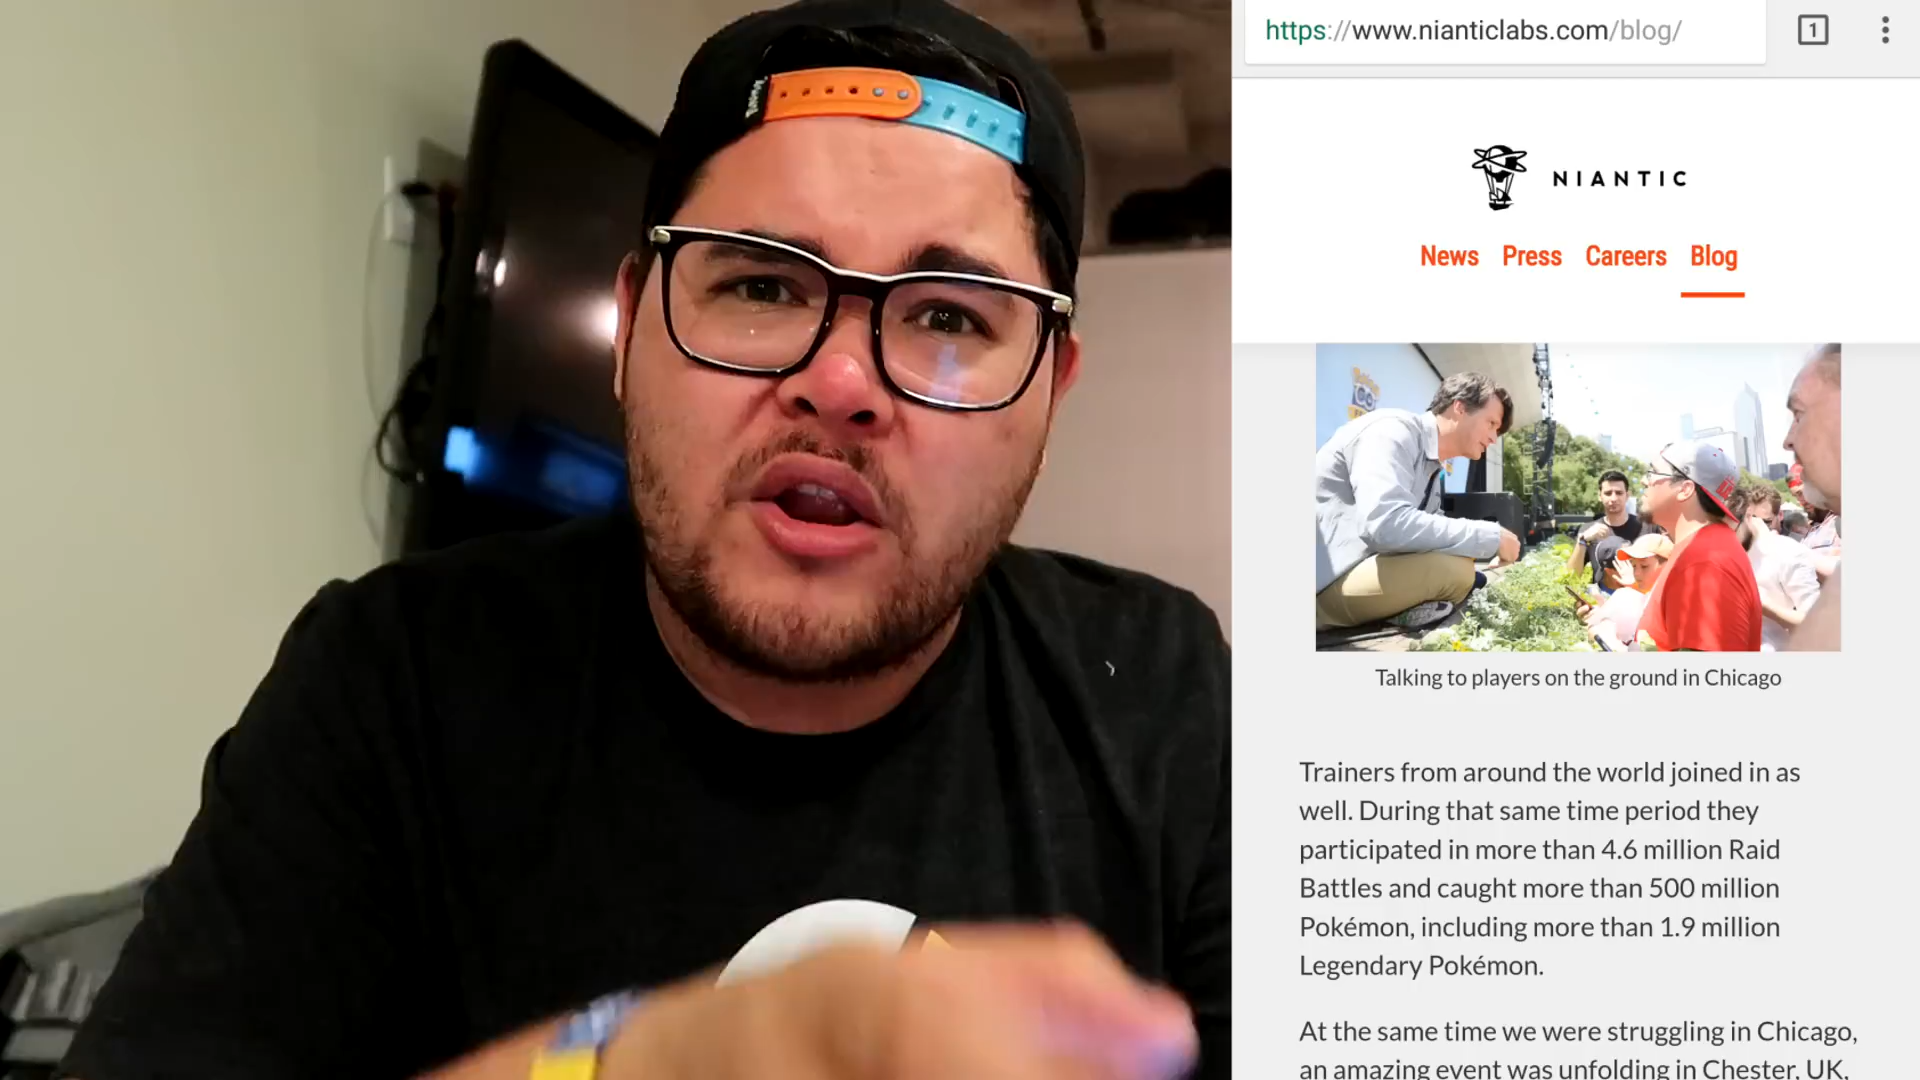 https://www.nianticlabs.com/blog/
1
NIANTIC
News Press Careers Blog
Talking to players on the ground in Chicago
Trainers from around the world joined in as
well. During that same time period they
participated in more than 4.6 million Raid
Battles and caught more than 500 million
Pokémon, including more than 1.9 million
Legendary Pokémon.
At the same time we were struggling in Chicago,
an amazing event was unfolding in Chester, UK,